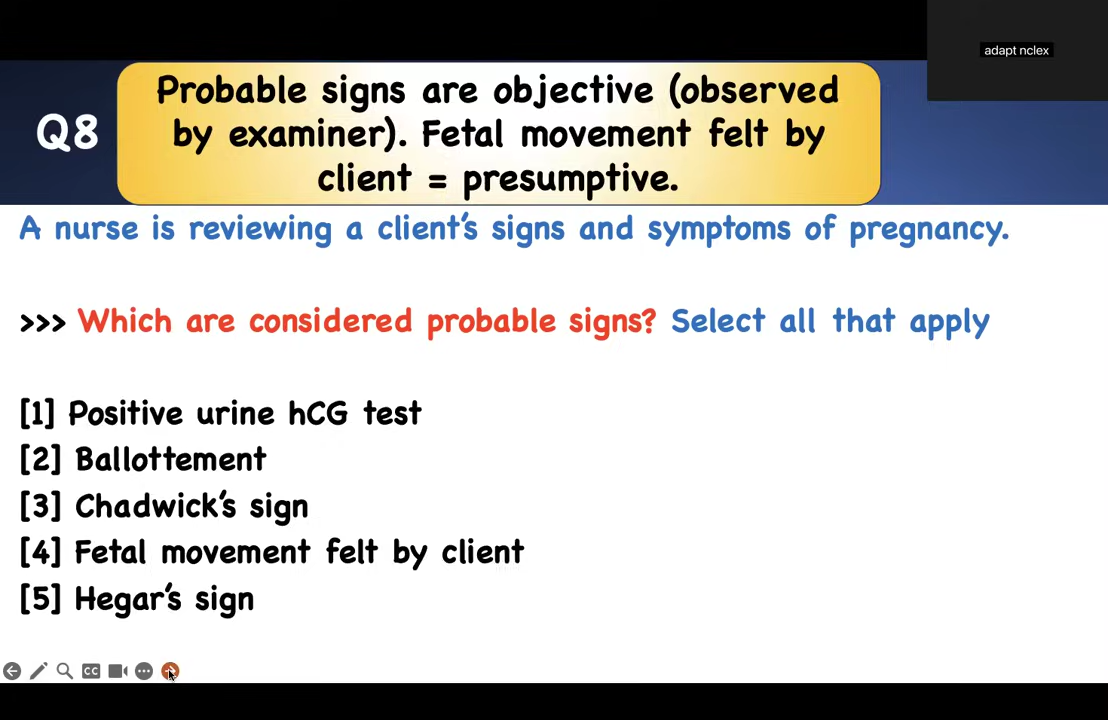 adapt nclex
Q8
Probable signs are objective (observed
by examiner). Fetal movement felt by
client = presumptive.
A nurse is reviewing a client's signs and symptoms of pregnancy.
>>> Which are considered probable signs? Select all that apply
[1] Positive urine hCG test
[2] Ballottement
[3] Chadwick's sign
[4] Fetal movement felt by client
[5] Hegar's sign
CC